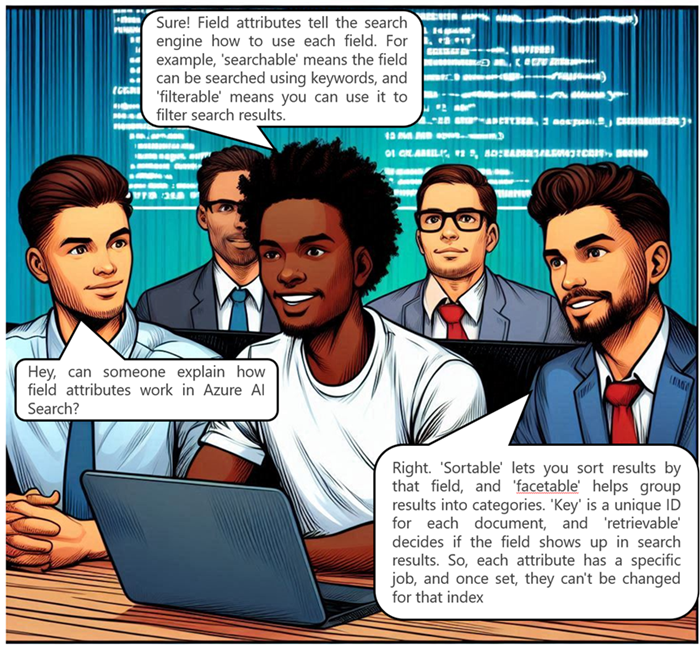 Sure! Field attributes tell the search
engine how to use each field. For
example, 'searchable' means the field
can be searched using keywords, and
'filterable' means you can use it to
filter search results.
Hey, can someone explain how
field attributes work in Azure AI
Search?
Right. 'Sortable' lets you sort results by
that field, and 'facetable' helps group
results into categories. 'Key' is a unique ID
for each document, and 'retrievable'
decides if the field shows up in search
results. So, each attribute has a specific
job, and once set, they can't be changed
for that index